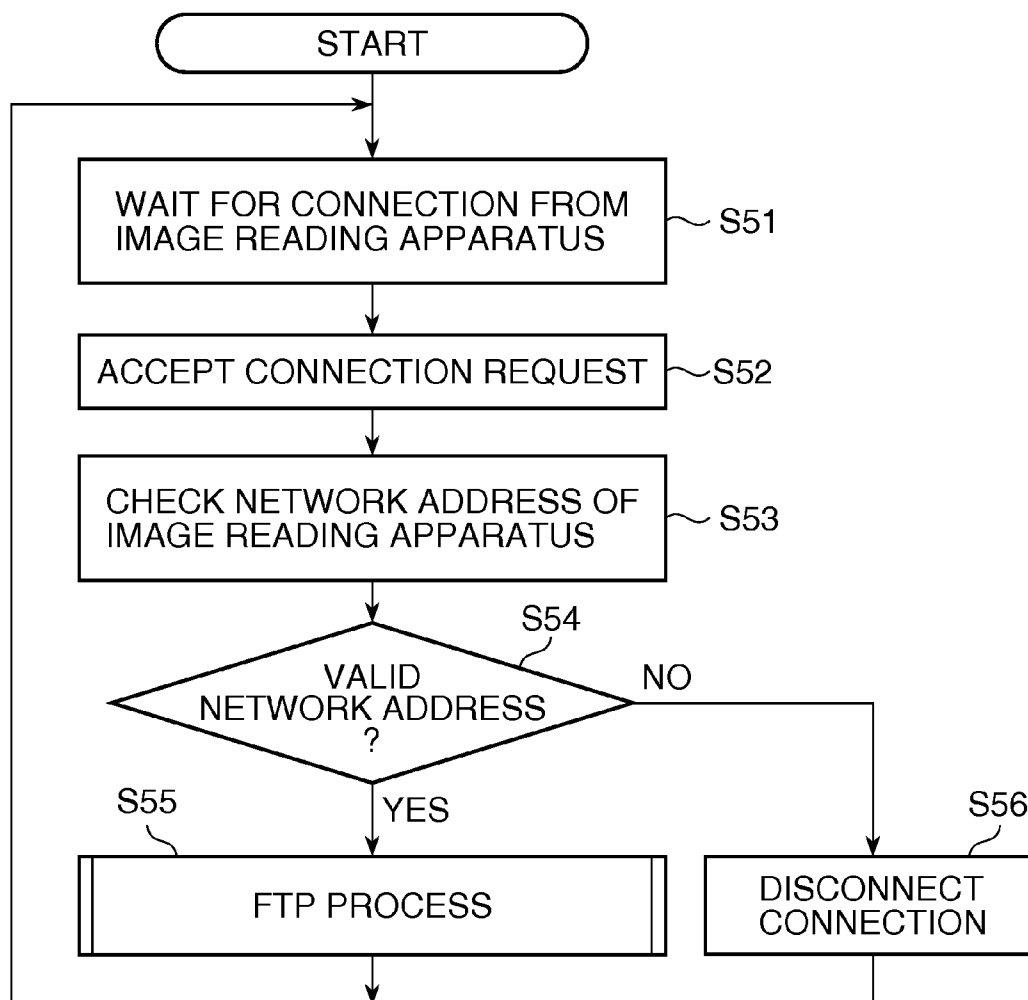 START
WAIT FOR CONNECTION FROM
IMAGE READING APPARATUS
S51
ACCEPT CONNECTION REQUEST
S52
CHECK NETWORK ADDRESS OF
IMAGE READING APPARATUS
S53
S54
VALID
NETWORK ADDRESS
?
NO
YES
S55
FTP PROCESS
S56
DISCONNECT
CONNECTION